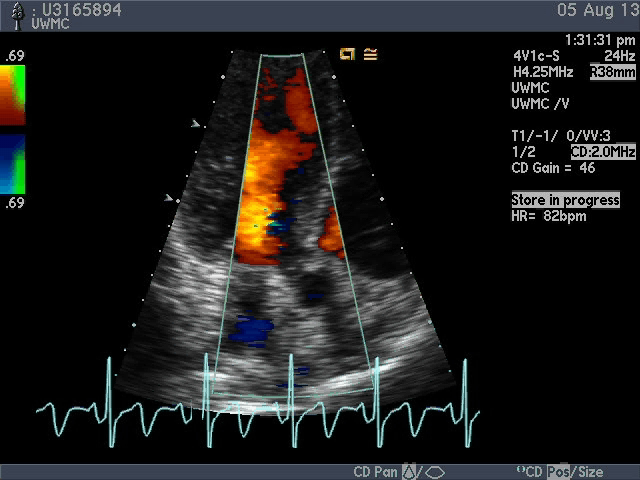 : U3165894
UWMC
05 Aug 13
1:31:31 pm
4V1c-S 24Hz
H4.25MHz R38mm
UWMC
UWMC /V
T1/-1/ 0/VV:3
1/2 CD:2.0MHz
CD Gain = 46
Store in progress
HR= 82bpm
.69
.69
CD Pan
CD Pos/Size